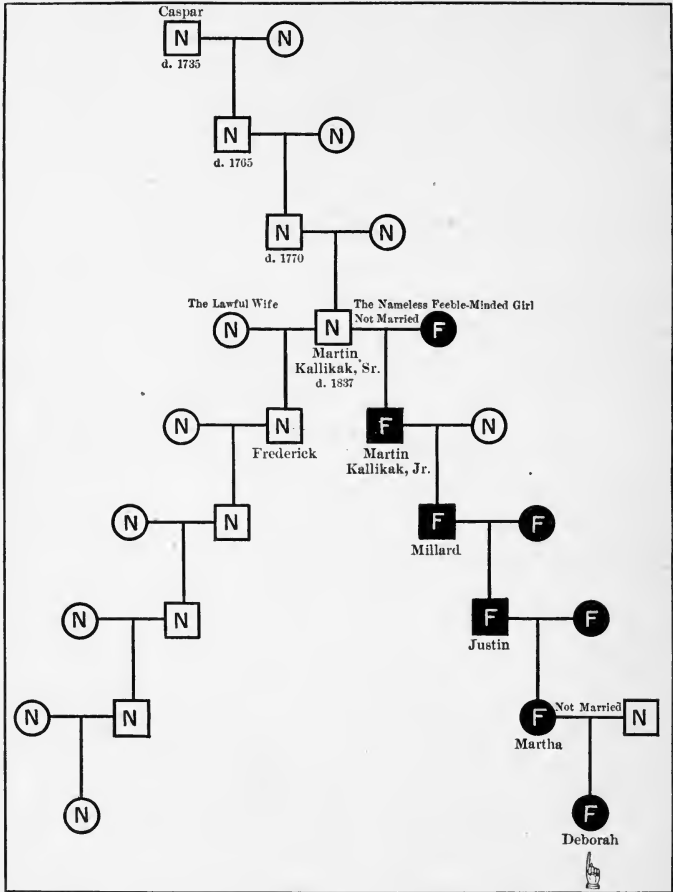 Caspar
N N
d. 1735
N N
d. 1765
N N
d. 1770
The Lawful Wife The Nameless Feeble-Minded Girl
Not Married
N N F
Martin
Kallikak, Sr.
d. 1837
N N F N
Frederick Martin
Kallikak, Jr.
N N F F
Millard
N N F F
Justin
Not Married
N N F N
Martha
N F
Deborah